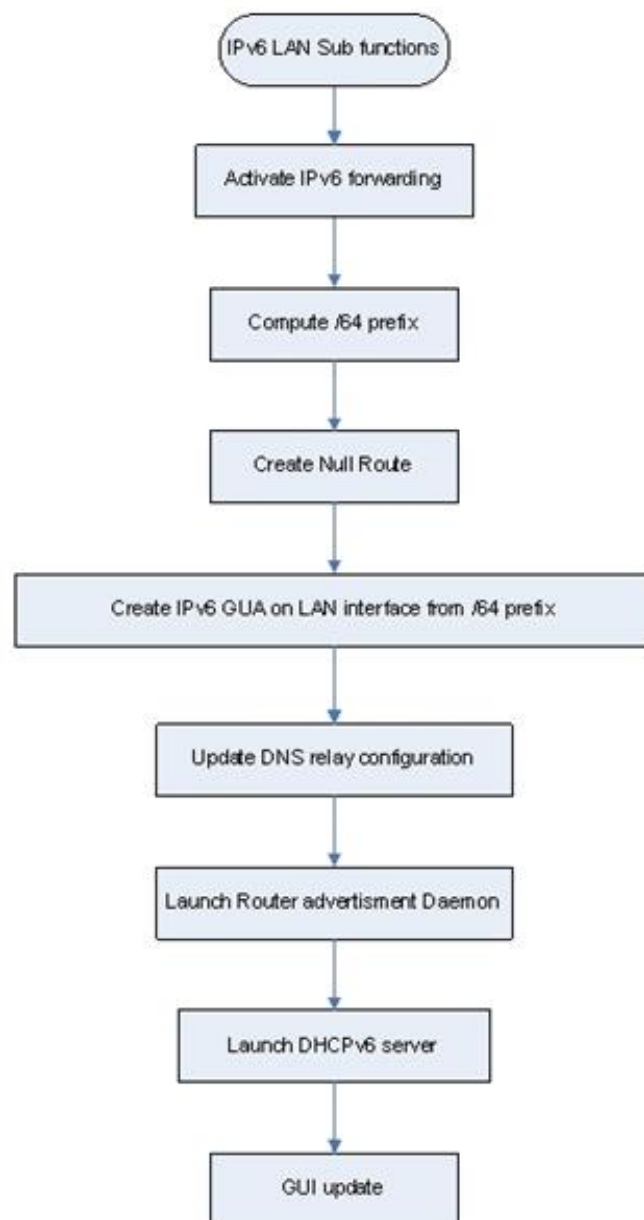 IPv6 LAN Sub functions
Activate IPv6 forwarding
Compute /64 prefix
Create Null Route
Create IPv6 GUA on LAN interface from /64 prefix
Update DNS relay configuration
Launch Router advertisment Daemon
Launch DHCPv6 server
GUI update